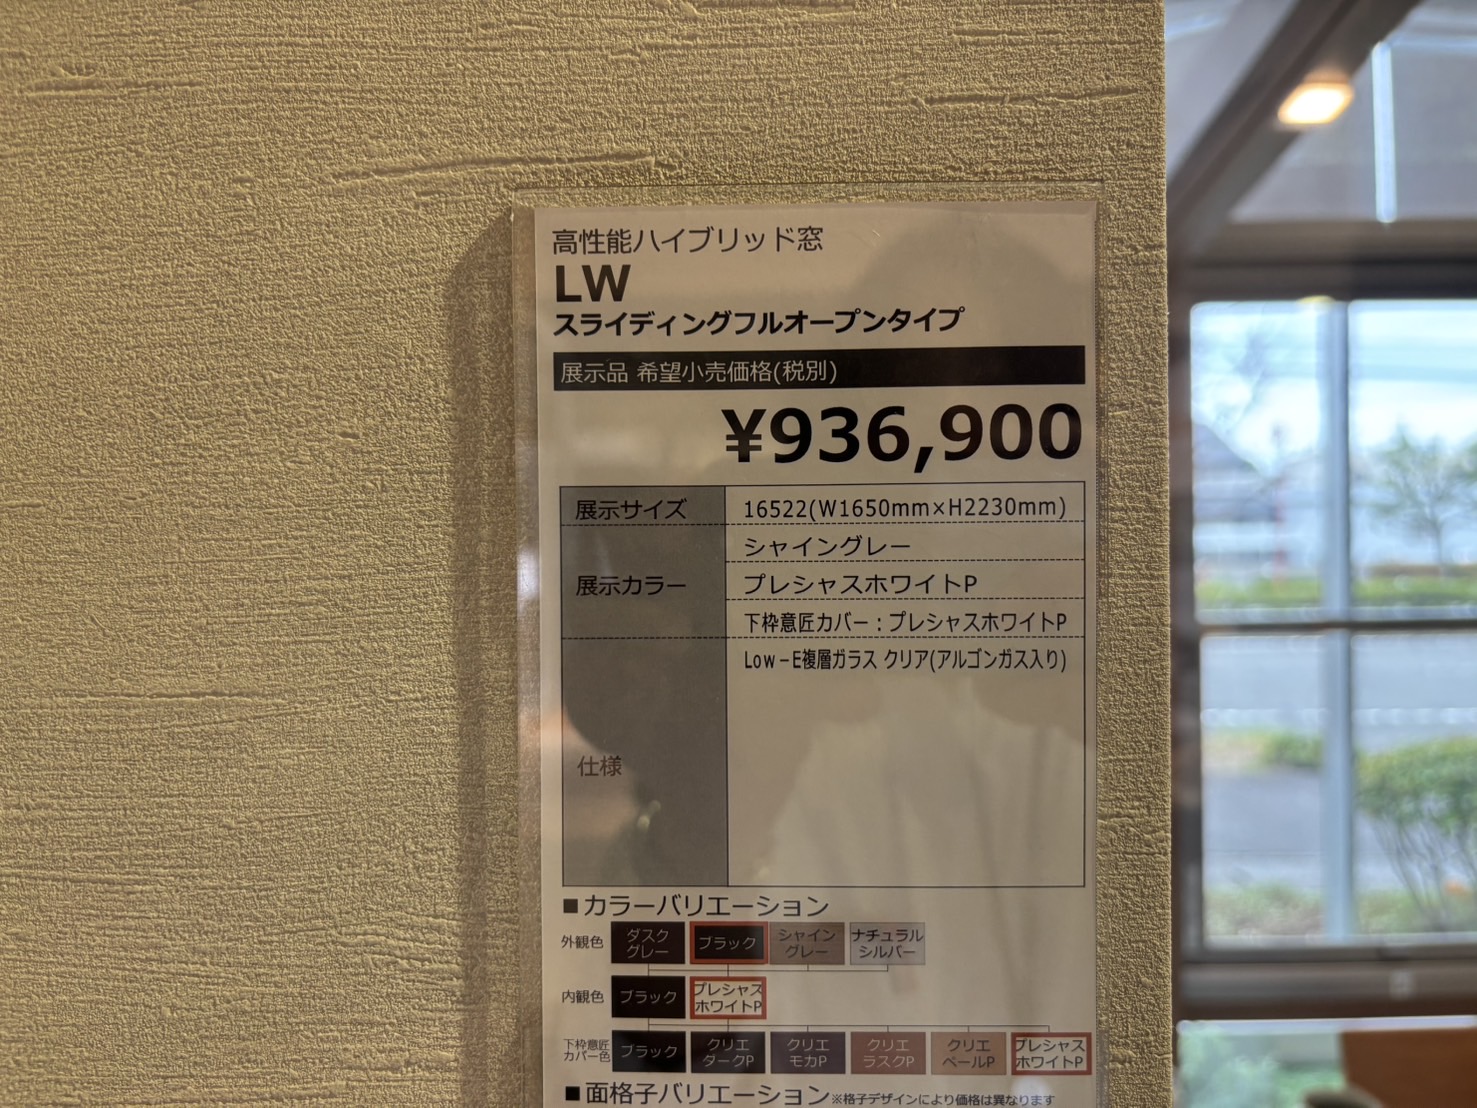 高性能ハイブリッド窓
LW
スライディングフルオープンタイプ
展示品 希望小売価格(税別)
¥936,900
展示サイズ 16522(W1650mm×H2230mm)
展示カラー シャイングレー
プレシャスホワイトP
下枠意匠カバー：プレシャスホワイトP
仕様 Low－E複層ガラス クリア(アルゴンガス入り)
■カラーバリエーション
外観色 ダスクグレー ブラック シャイングレー ナチュラルシルバー
内観色 ブラック プレシャスホワイトP
下枠意匠カバー色 ブラック クリエダークP クリエモカP クリエラスクP クリエペールP プレシャスホワイトP
■面格子バリエーション※格子デザインにより価格は異なります